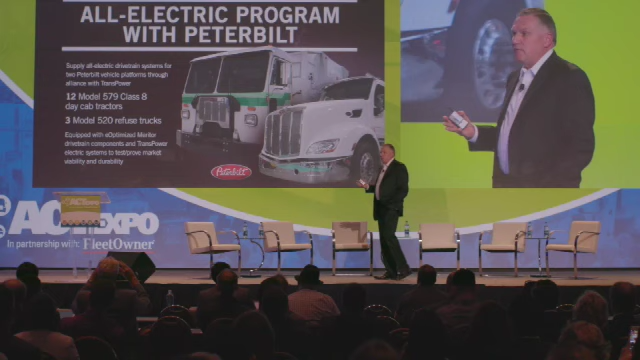 ALL-ELECTRIC PROGRAM
WITH PETERBILT
Supply all-electric drivetrain systems for
two Peterbilt vehicle platforms through
alliance with TransPower
12 Model 579 Class 8
day cab tractors
3 Model 520 refuse trucks
Equipped with eOptimized Meritor
drivetrain components and TransPower
electric systems to test/prove market
viability and durability
Peterbilt
ACT EXPO
In partnership with: FleetOwner